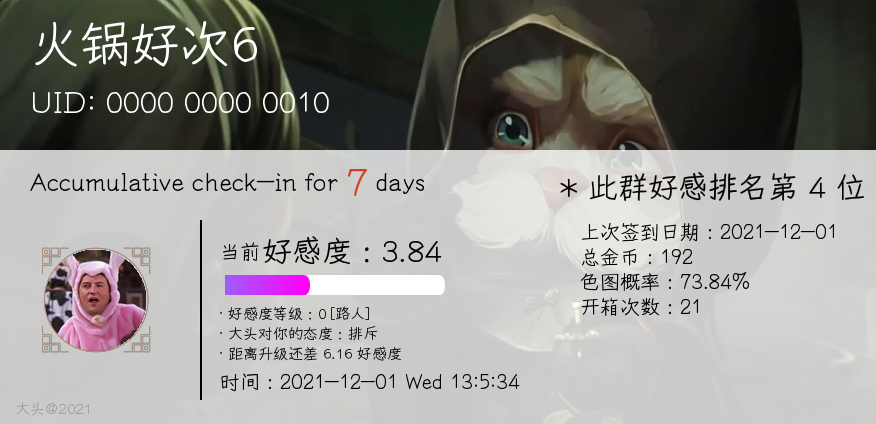 火锅好次6
UID: 0000 0000 0010
Accumulative check-in for 7 days
* 此群好感排名第 4 位
上次签到日期：2021-12-01
总金币：192
色图概率：73.84%
开箱次数：21
当前好感度：3.84
· 好感度等级：0 [路人]
· 大头对你的态度：排斥
· 距离升级还差 6.16 好感度
时间：2021-12-01 Wed 13:5:34
大头@2021